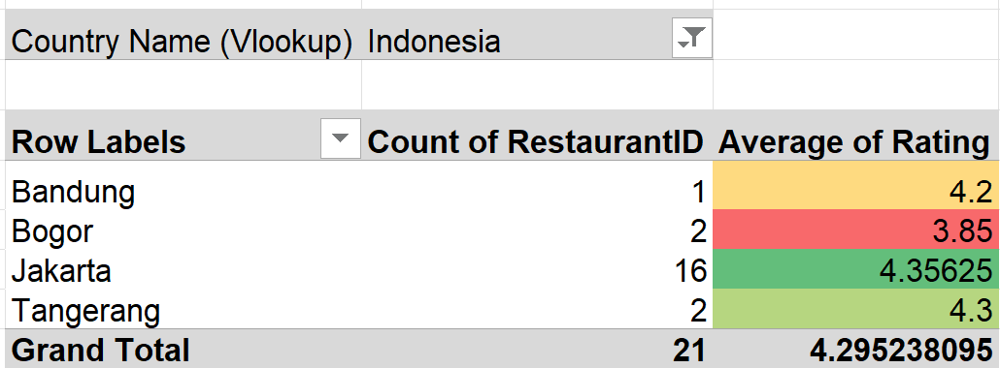 Country Name (Vlookup) Indonesia
Row Labels Count of RestaurantID Average of Rating
Bandung 1 4.2
Bogor 2 3.85
Jakarta 16 4.35625
Tangerang 2 4.3
Grand Total 21 4.295238095